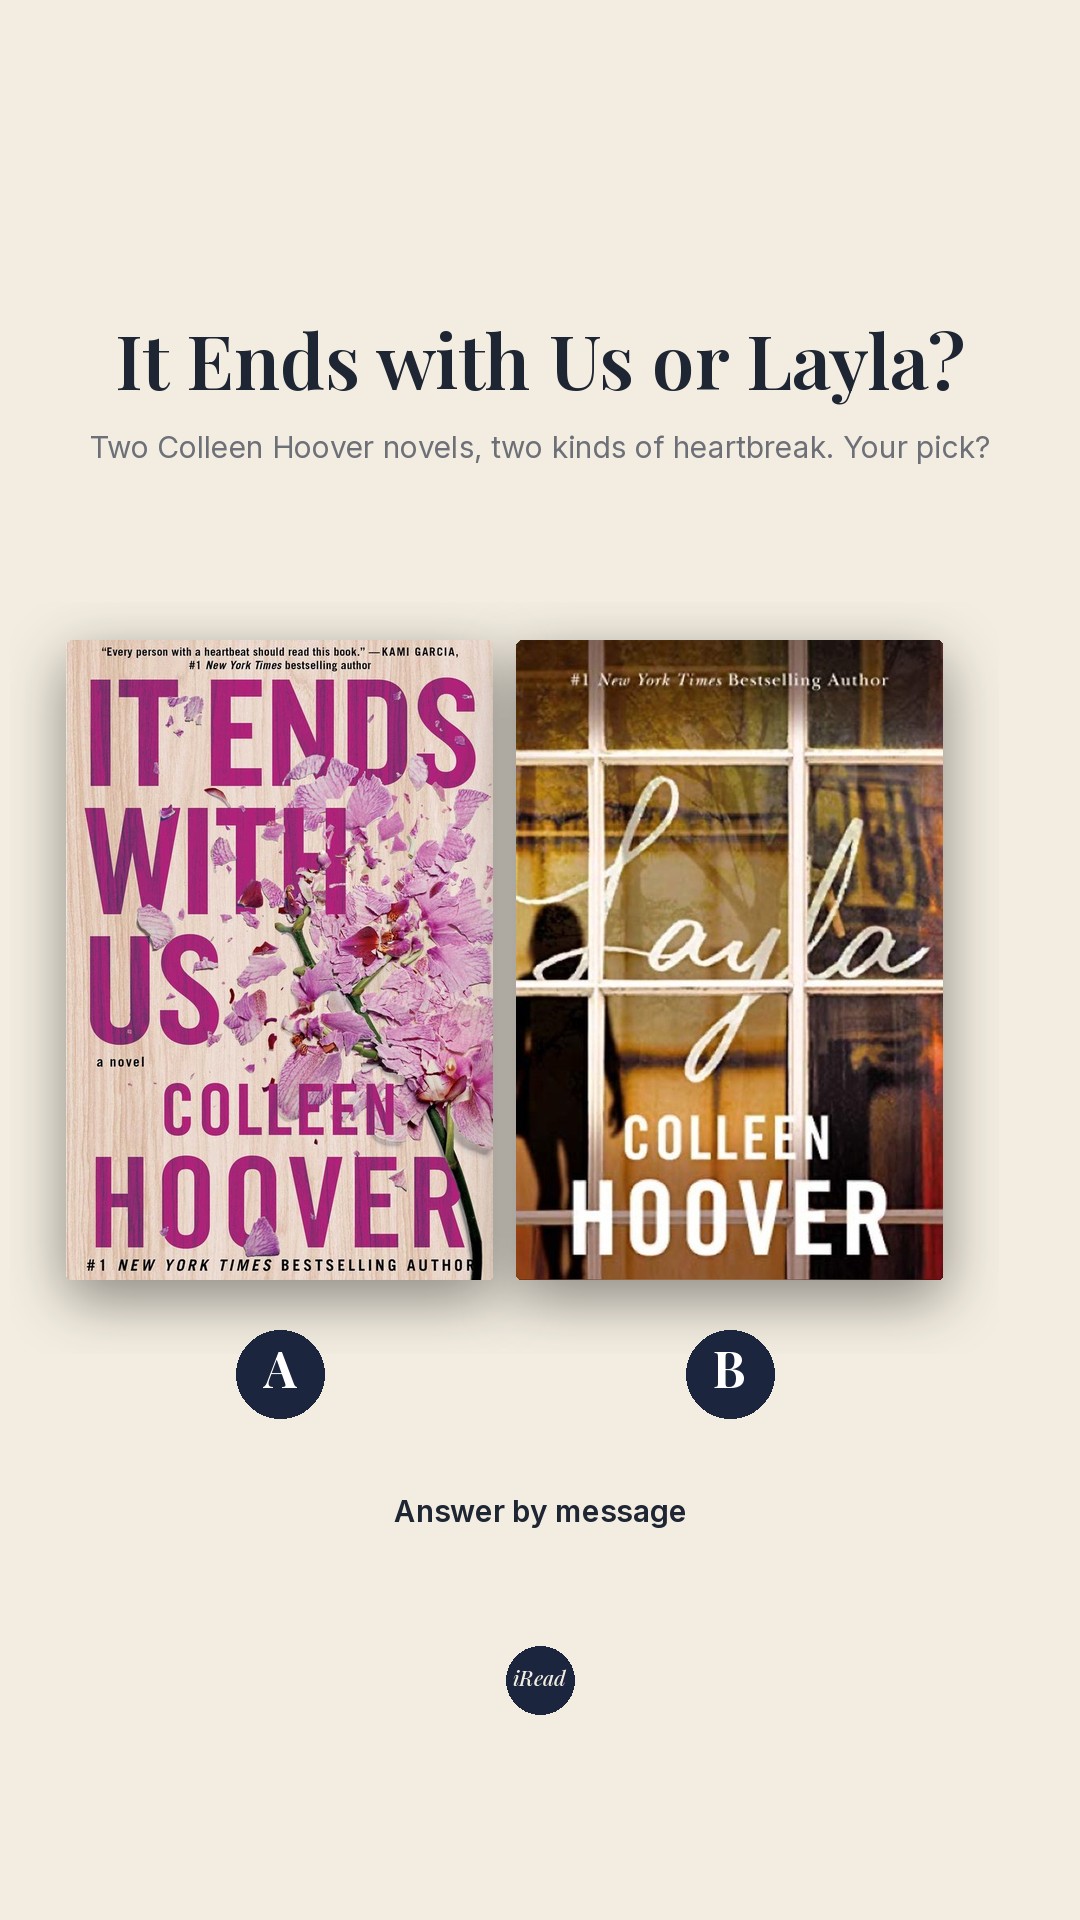 It Ends with Us or Layla?
Two Colleen Hoover novels, two kinds of heartbreak. Your pick?
“Every person with a heartbeat should read this book.” —KAMI GARCIA,
#1 New York Times bestselling author
IT ENDS
WITH
US
a novel
COLLEEN
HOOVER
#1 NEW YORK TIMES BESTSELLING AUTHOR
#1 New York Times Bestselling Author
Layla
COLLEEN
HOOVER
A
B
Answer by message
iRead